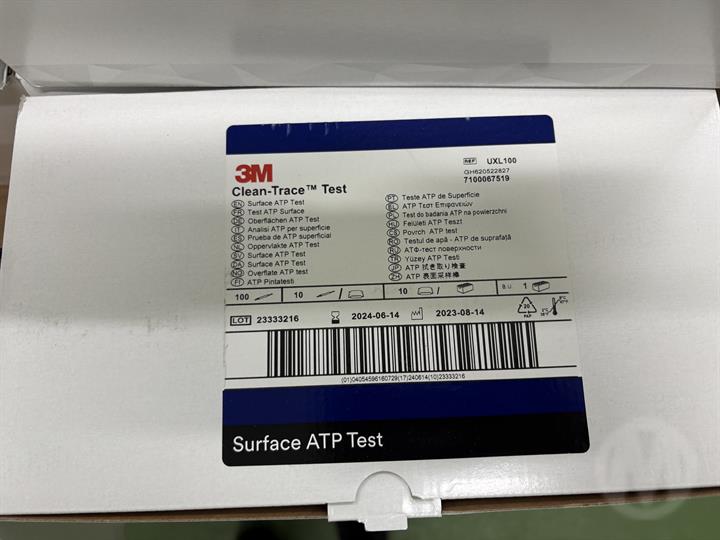 3M
Clean-Trace™ Test
REF UXL100
GH620522827
7100067519
EN Surface ATP Test
FR Test ATP Surface
DE Oberflächen ATP Test
IT Analisi ATP per superficie
ES Prueba de ATP superficial
NL Oppervlakte ATP Test
SV Surface ATP Test
DA Surface ATP Test
NO Overflate ATP test
FI ATP Pintatesti
PT Teste ATP de Superfície
EL ATP Τεστ Επιφανειών
PL Test do badania ATP na powierzchni
HU Felületi ATP Teszt
CS Povrch ATP test
RO Testul de apă - ATP de suprafață
RU АТФ-тест поверхности
TR Yüzey ATP Testi
JP ATP 拭き取り検査
ZH ATP 表面采样棒
100 10 / 10 / B.U. 1
LOT 23333216 2024-06-14 2023-08-14
20
PAP
(01)04054596160729(17)240614(10)23333216
Surface ATP Test